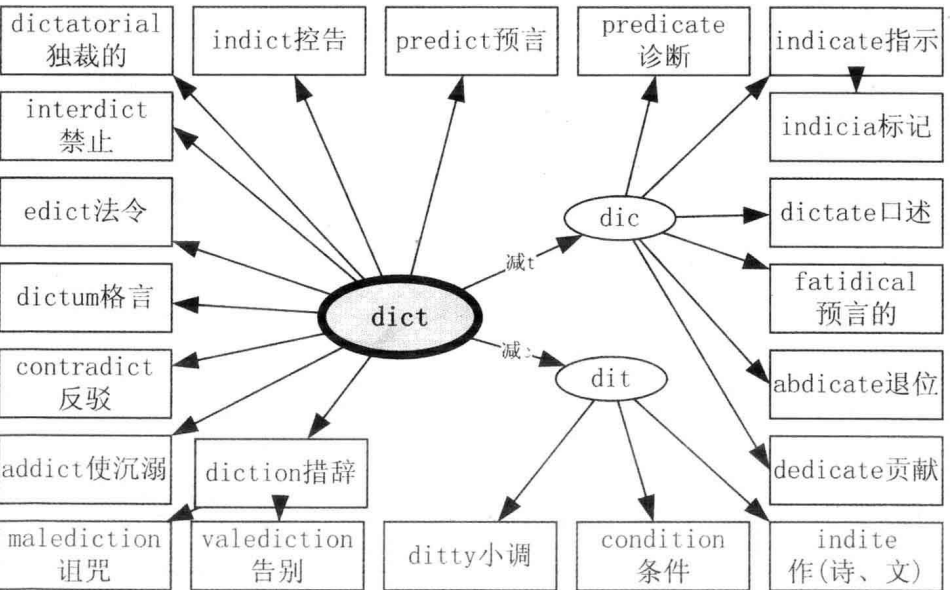 dictatorial
独裁的
indict控告
predict预言
predicate
诊断
indicate指示
interdict
禁止
indicia标记
edict法令
dic
dictate口述
减t
dictum格言
dict
fatidical
预言的
减
contradict
反驳
dit
abdicate退位
addict使沉溺
diction措辞
dedicate贡献
malediction
诅咒
valediction
告别
ditty小调
condition
条件
indite
作(诗、文)